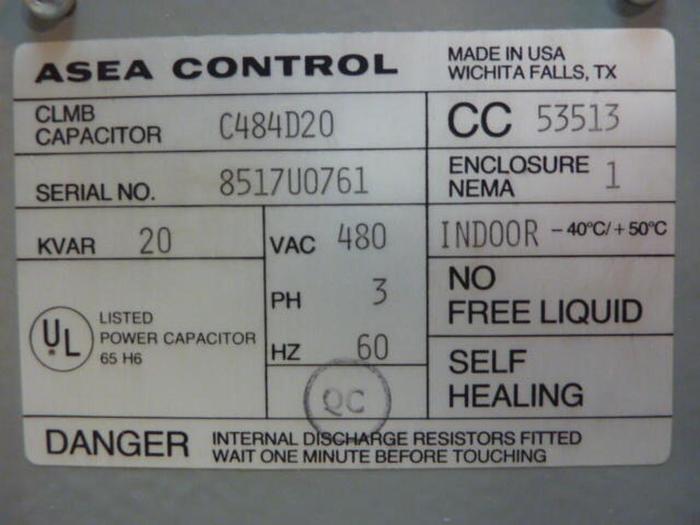 ASEA CONTROL
MADE IN USA
WICHITA FALLS, TX
CLMB
CAPACITOR C484D20
CC 53513
SERIAL NO. 8517U0761
ENCLOSURE
NEMA 1
KVAR 20
VAC 480
INDOOR -40°C/+50°C
PH 3
NO
FREE LIQUID
UL
LISTED
POWER CAPACITOR
65 H6
HZ 60
SELF
HEALING
QC
DANGER INTERNAL DISCHARGE RESISTORS FITTED
WAIT ONE MINUTE BEFORE TOUCHING